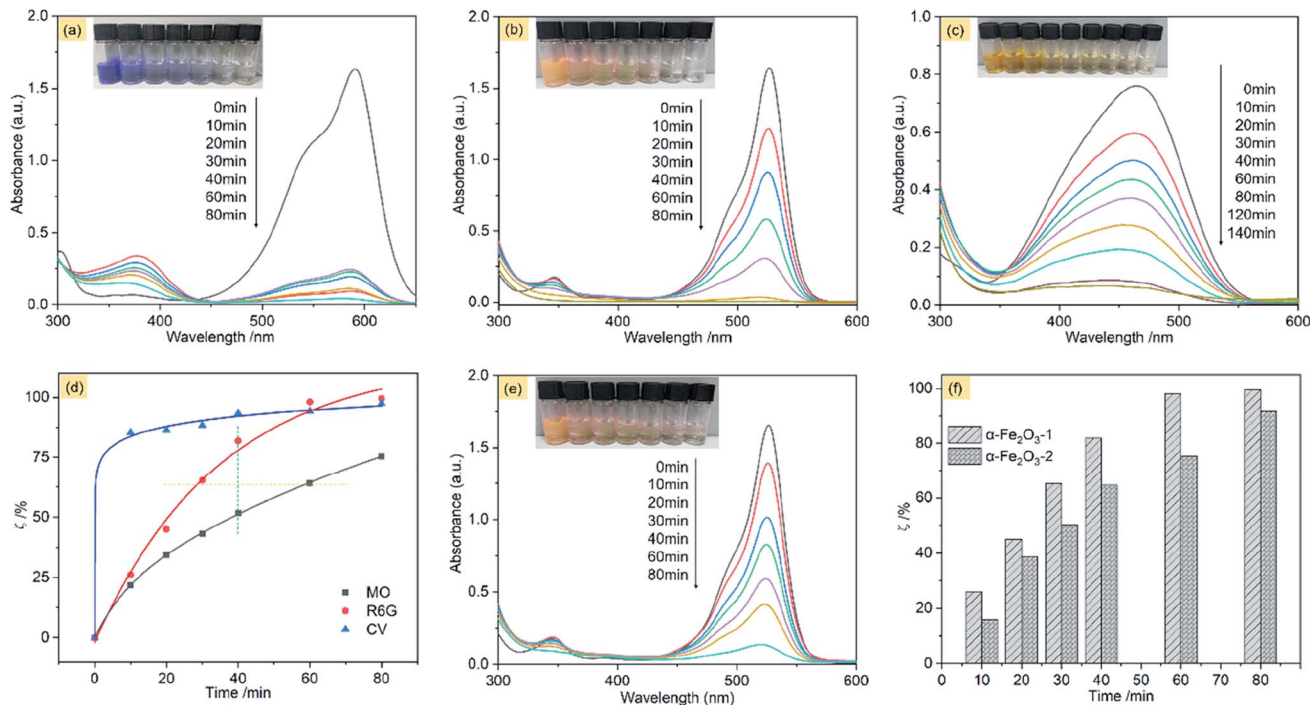 (a)
2.0
1.5
1.0
0.5
0.0
Absorbance (a.u.)
0min
10min
20min
30min
40min
60min
80min
300
400
500
600
Wavelength /nm
(b)
2.0
1.5
1.0
0.5
0.0
Absorbance (a.u.)
0min
10min
20min
30min
40min
60min
80min
300
400
500
600
Wavelength /nm
(c)
1.0
0.8
0.6
0.4
0.2
0.0
Absorbance (a.u.)
0min
10min
20min
30min
40min
60min
80min
120min
140min
300
400
500
600
Wavelength /nm
(d)
100
75
50
25
0
ζ /%
MO
R6G
CV
0
20
40
60
80
Time /min
(e)
2.0
1.5
1.0
0.5
0.0
Absorbance (a.u.)
0min
10min
20min
30min
40min
60min
80min
300
400
500
600
Wavelength (nm)
(f)
100
80
60
40
20
0
ζ /%
α-Fe₂O₃-1
α-Fe₂O₃-2
0
10
20
30
40
50
60
70
80
Time /min